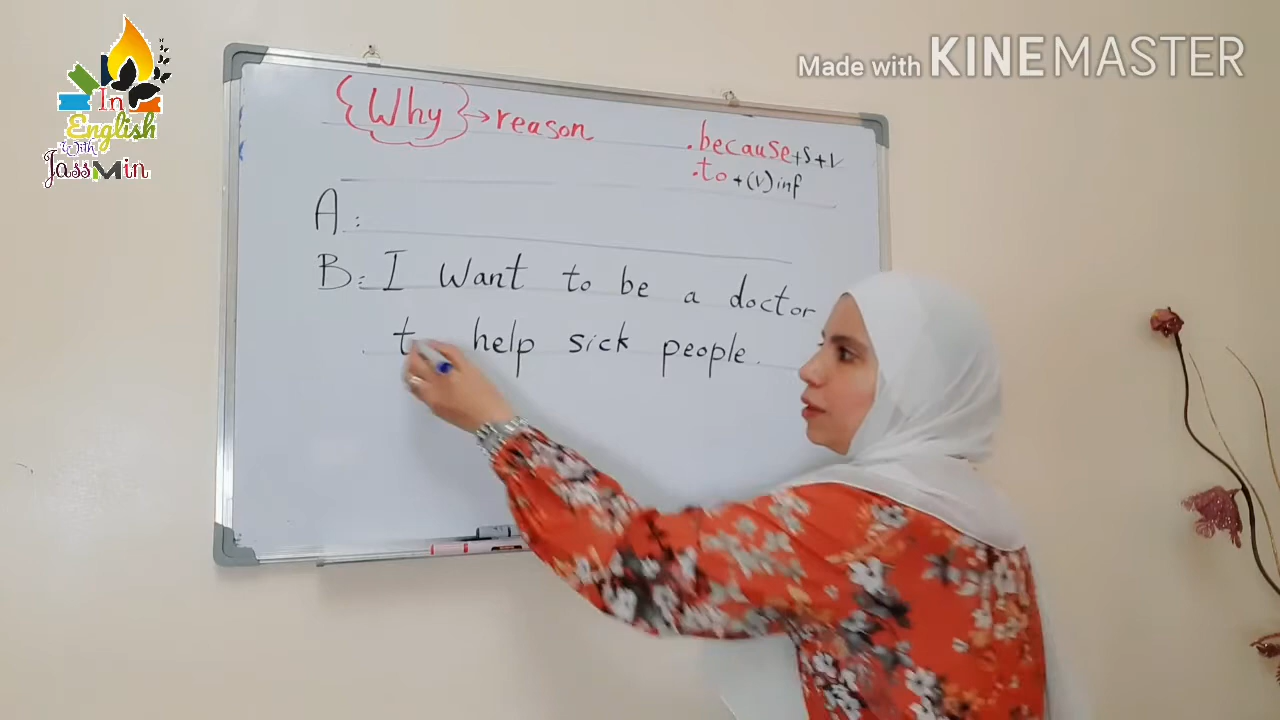 In
English
With
JassMin
Made with KINEMASTER
Why → reason
. because + S + V
. to + (V) inf
A :
B : I want to be a doctor
t help sick people.